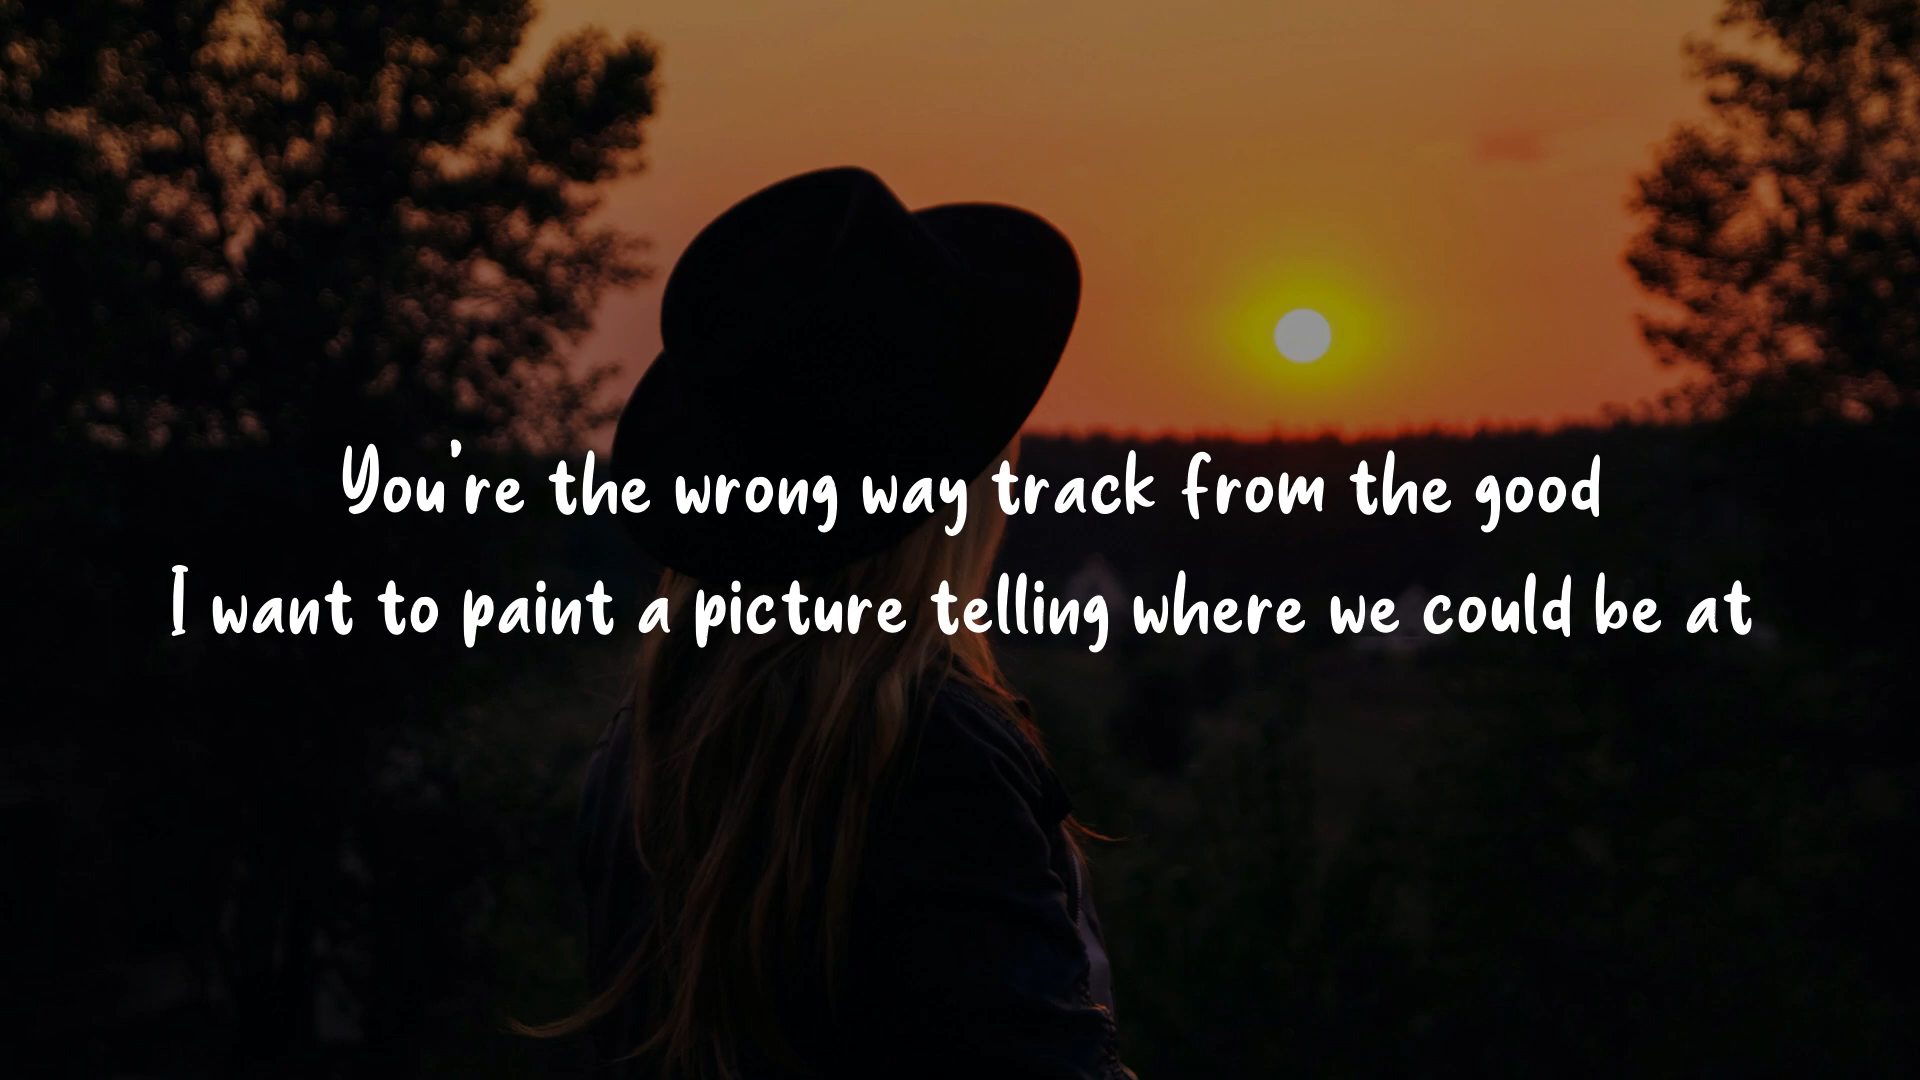 You're the wrong way track from the good
I want to paint a picture telling where we could be at